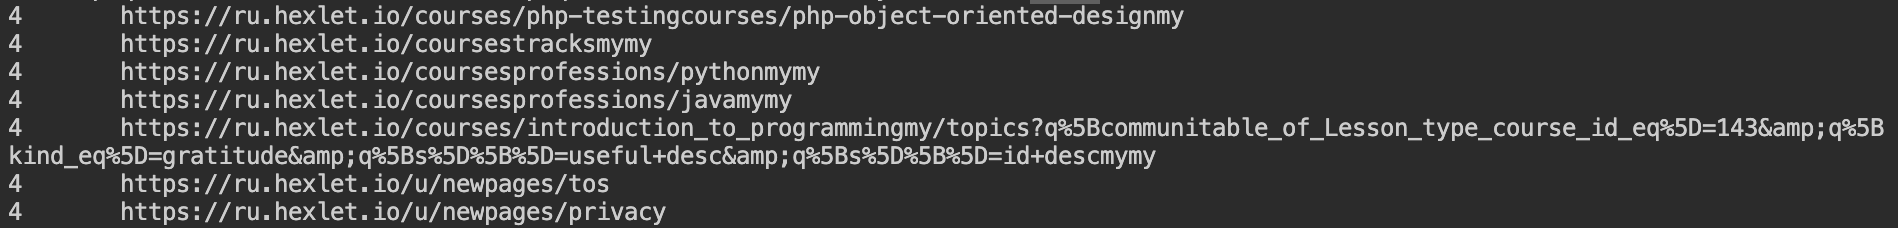 4 https://ru.hexlet.io/courses/php-testingcourses/php-object-oriented-designmy
4 https://ru.hexlet.io/coursestracksmymy
4 https://ru.hexlet.io/coursesprofessions/pythonmymy
4 https://ru.hexlet.io/coursesprofessions/javamymy
4 https://ru.hexlet.io/courses/introduction_to_programmingmy/topics?q%5Bcommunitable_of_Lesson_type_course_id_eq%5D=143&amp;q%5B
kind_eq%5D=gratitude&amp;q%5Bs%5D%5B%5D=useful+desc&amp;q%5Bs%5D%5B%5D=id+descmymy
4 https://ru.hexlet.io/u/newpages/tos
4 https://ru.hexlet.io/u/newpages/privacy